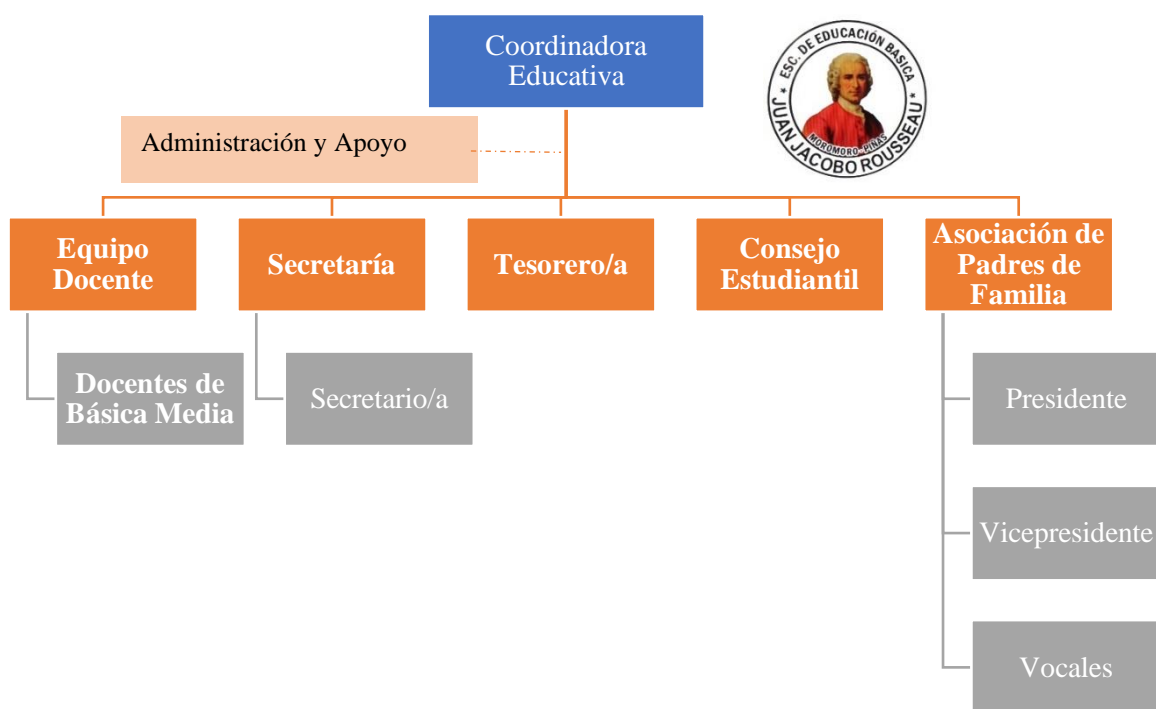 Coordinadora
Educativa
ESC. DE EDUCACIÓN BASICA
JUAN JACOBO ROUSSEAU
MOROMORO-PIÑAS
Administración y Apoyo
Equipo
Docente
Secretaría
Tesorero/a
Consejo
Estudiantil
Asociación de
Padres de
Familia
Docentes de
Básica Media
Secretario/a
Presidente
Vicepresidente
Vocales